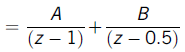 = A/(z − 1) + B/(z − 0.5)